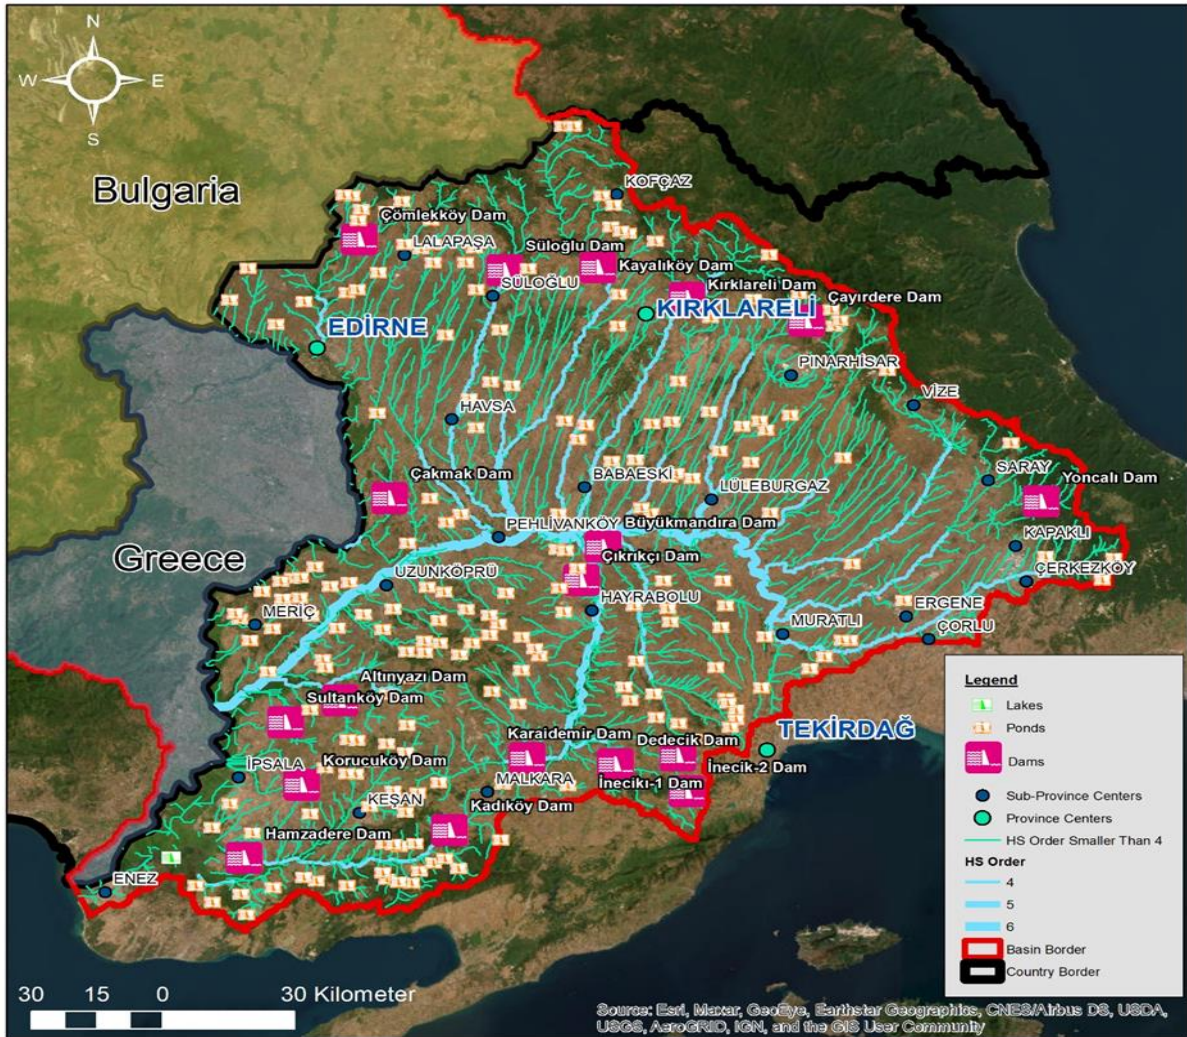 N
W E
S
Bulgaria
KOFÇAZ
Çömlekköy Dam
LALAPAŞA
Süloğlu Dam
Kayalıköy Dam
SÜLOĞLU
Kırklareli Dam
KIRKLARELİ
Çayırdere Dam
EDİRNE
PINARHİSAR
VİZE
HAVSA
Çakmak Dam
BABAESKİ
LÜLEBURGAZ
SARAY
Yoncalı Dam
PEHLİVANKÖY
Büyükmandıra Dam
KAPAKLI
Greece
Çıkrıkçı Dam
UZUNKÖPRÜ
ÇERKEZKÖY
HAYRABOLU
MERİÇ
ERGENE
MURATLI
ÇORLU
Altınyazı Dam
Sultanköy Dam
Karaidemir Dam
Dedecik Dam
TEKİRDAĞ
Korucuköy Dam
İPSALA
MALKARA
İnecikı-1 Dam
İnecik-2 Dam
KEŞAN
Kadıköy Dam
Hamzadere Dam
ENEZ
Legend
Lakes
Ponds
Dams
Sub-Province Centers
Province Centers
HS Order Smaller Than 4
HS Order
4
5
6
Basin Border
Country Border
30 15 0 30 Kilometer
Source: Esri, Maxar, GeoEye, Earthstar Geographics, CNES/Airbus DS, USDA,
USGS, AeroGRID, IGN, and the GIS User Community